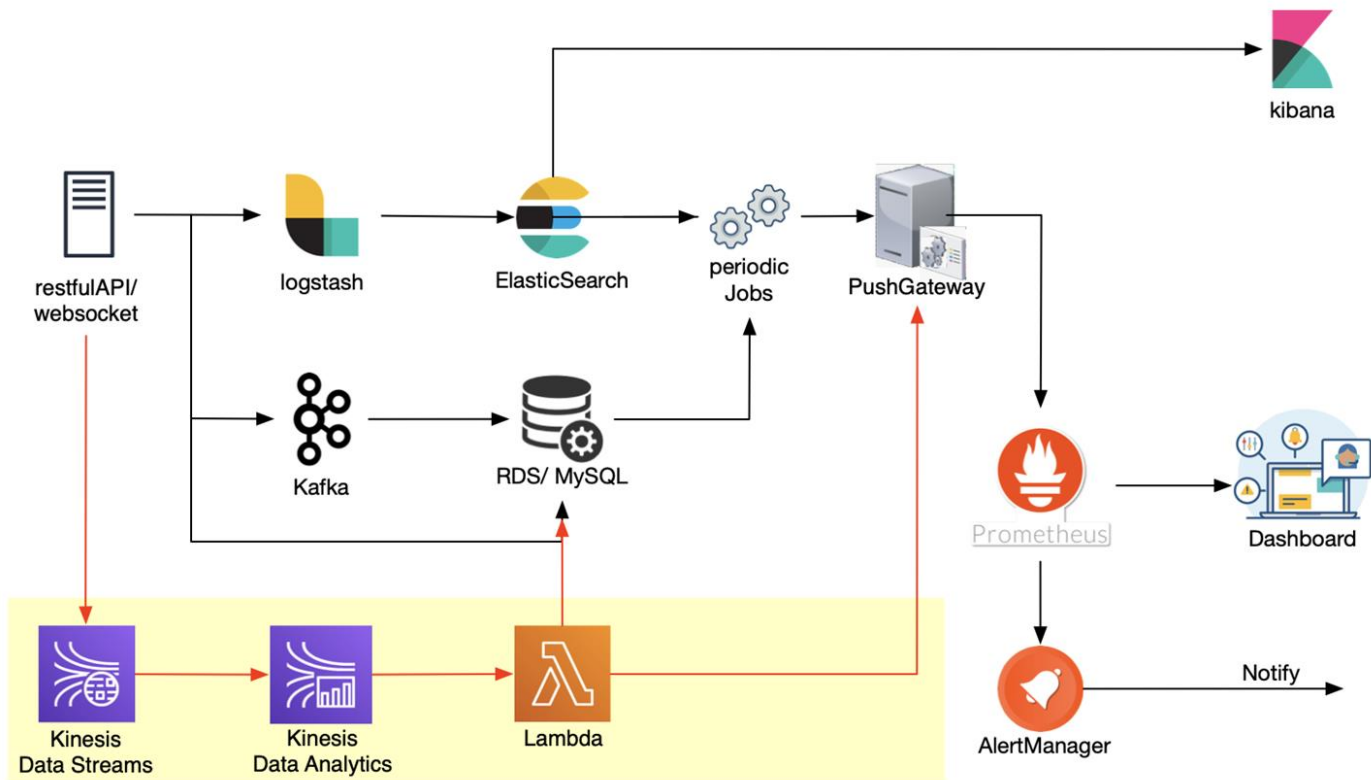 kibana
restfulAPI/
websocket
logstash
ElasticSearch
periodic
Jobs
PushGateway
Kafka
RDS/ MySQL
Prometheus
Dashboard
Notify
AlertManager
Kinesis
Data Streams
Kinesis
Data Analytics
Lambda